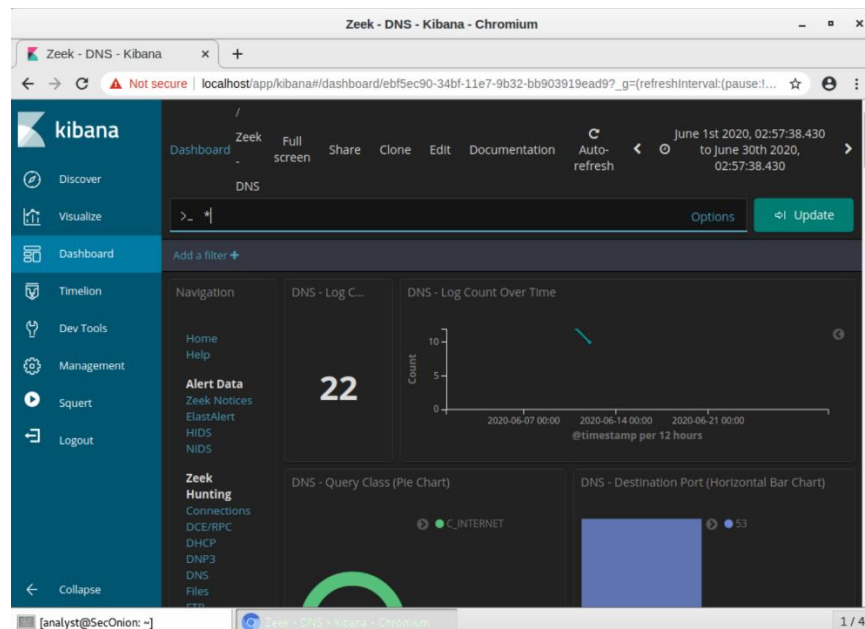 Zeek - DNS - Kibana - Chromium
Zeek - DNS - Kibana
Not secure | localhost/app/kibana#/dashboard/ebf5ec90-34bf-11e7-9b32-bb903919ead9?_g=(refreshInterval:(pause:!...
kibana
Discover
Visualize
Dashboard
Timelion
Dev Tools
Management
Squert
Logout
Collapse
Dashboard
/
Zeek
-
DNS
Full
screen
Share
Clone
Edit
Documentation
Auto-
refresh
June 1st 2020, 02:57:38.430
to June 30th 2020,
02:57:38.430
>_ *
Options
Update
Add a filter +
Navigation
Home
Help
Alert Data
Zeek Notices
ElastAlert
HIDS
NIDS
Zeek
Hunting
Connections
DCE/RPC
DHCP
DNP3
DNS
Files
FTP
DNS - Log C...
22
DNS - Log Count Over Time
Count
10
5
0
2020-06-07 00:00 2020-06-14 00:00 2020-06-21 00:00
@timestamp per 12 hours
DNS - Query Class (Pie Chart)
C_INTERNET
DNS - Destination Port (Horizontal Bar Chart)
53
[analyst@SecOnion: ~]
Zeek - DNS - Kibana - Chromium
1 / 4